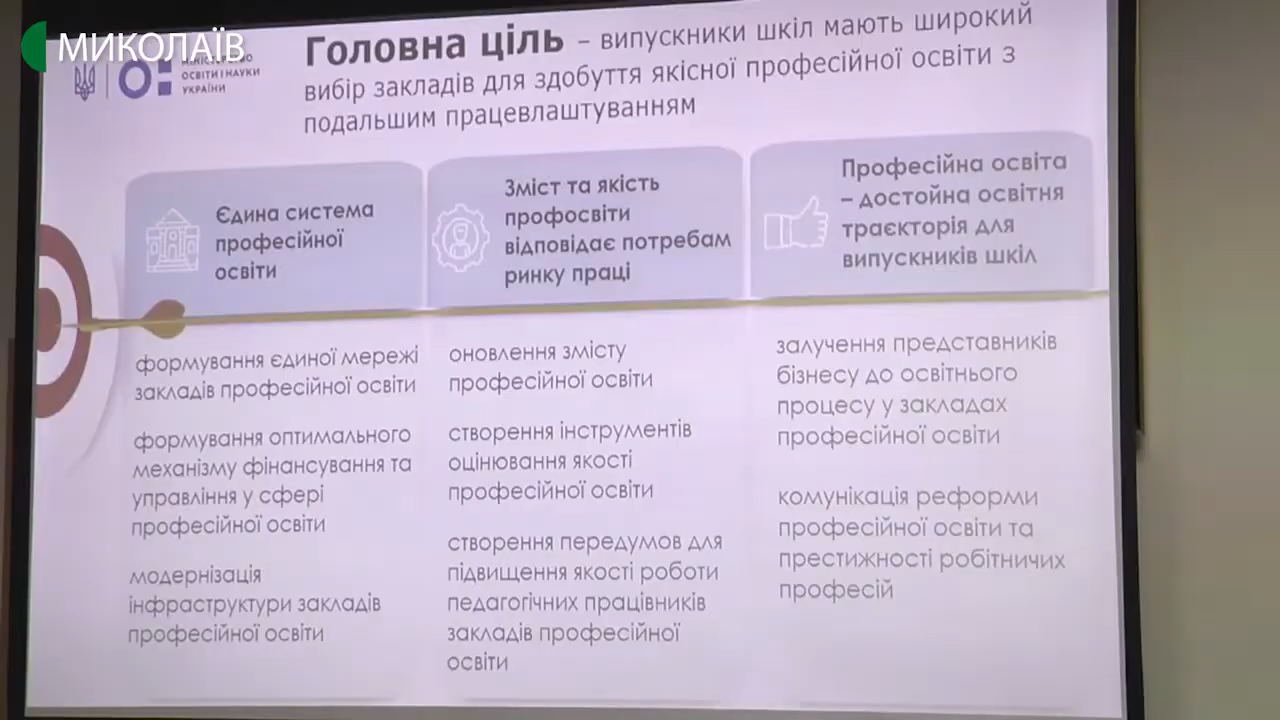 МИКОЛАЇВ
МІНІСТЕРСТВО
ОСВІТИ І НАУКИ
УКРАЇНИ
Головна ціль – випускники шкіл мають широкий
вибір закладів для здобуття якісної професійної освіти з
подальшим працевлаштуванням
Єдина система
професійної
освіти
формування єдиної мережі
закладів професійної освіти
формування оптимального
механізму фінансування та
управління у сфері
професійної освіти
модернізація
інфраструктури закладів
професійної освіти
Зміст та якість
профосвіти
відповідає потребам
ринку праці
оновлення змісту
професійної освіти
створення інструментів
оцінювання якості
професійної освіти
створення передумов для
підвищення якості роботи
педагогічних працівників
закладів професійної
освіти
Професійна освіта
– достойна освітня
траєкторія для
випускників шкіл
залучення представників
бізнесу до освітнього
процесу у закладах
професійної освіти
комунікація реформи
професійної освіти та
престижності робітничих
професій